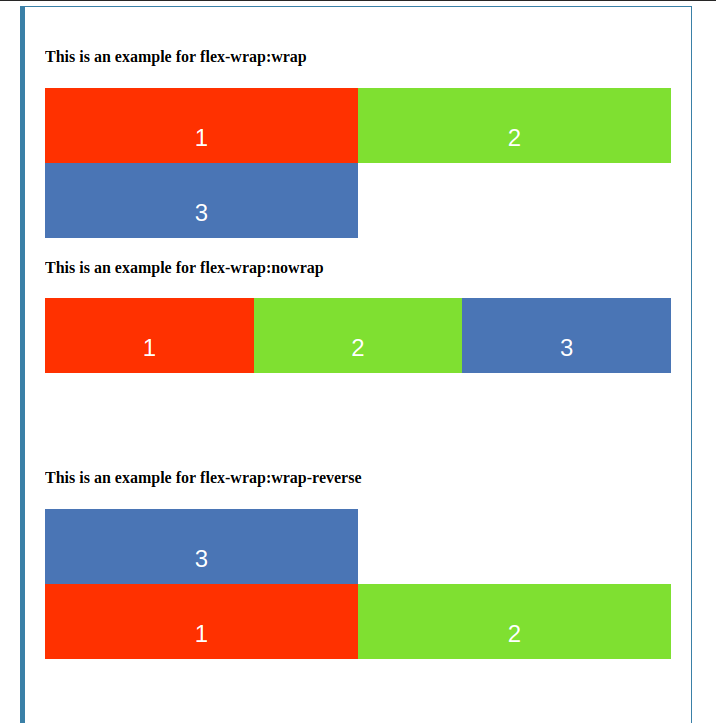 This is an example for flex-wrap:wrap
1 2
3
This is an example for flex-wrap:nowrap
1 2 3
This is an example for flex-wrap:wrap-reverse
3
1 2